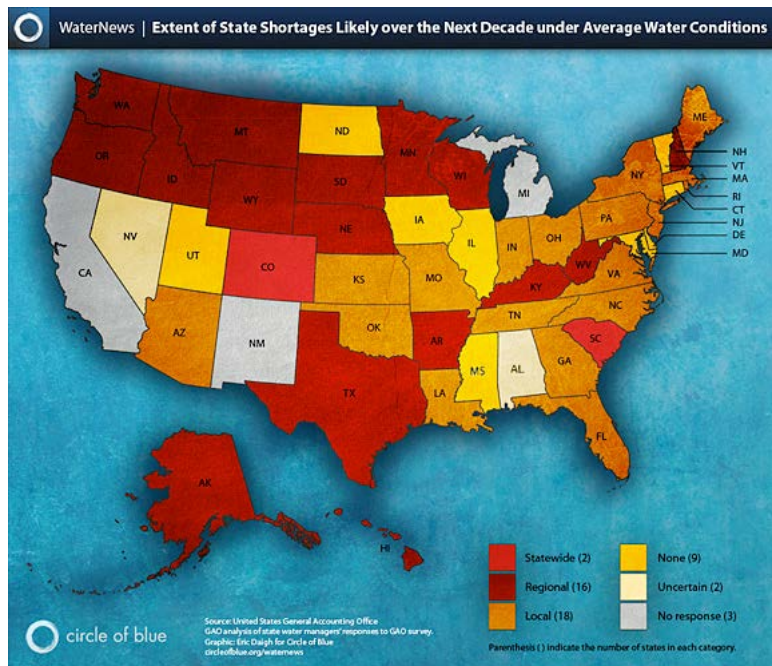 WaterNews | Extent of State Shortages Likely over the Next Decade under Average Water Conditions
WA
MT
ND
MN
ME
OR
ID
WY
SD
WI
MI
NY
NH
VT
MA
RI
CT
NJ
DE
MD
NV
UT
CO
NE
IA
IL
IN
OH
PA
CA
KS
MO
KY
WV
VA
AZ
NM
OK
AR
TN
NC
SC
TX
LA
MS
AL
GA
FL
AK
HI
Statewide (2)
Regional (16)
Local (18)
None (9)
Uncertain (2)
No response (3)
Parenthesis ( ) indicate the number of states in each category.
circle of blue
Source: United States General Accounting Office
GAO analysis of state water managers' responses to GAO survey.
Graphic: Eric Daigh for Circle of Blue
circleofblue.org/waternews